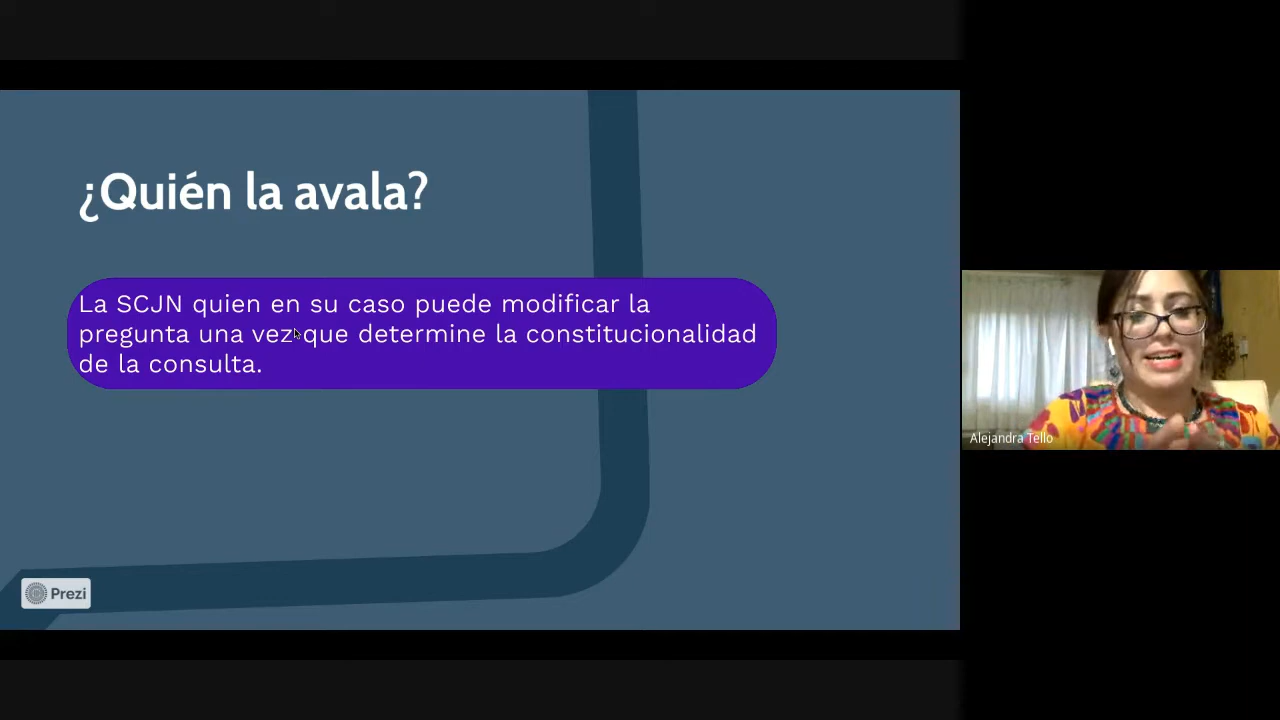 ¿Quién la avala?
La SCJN quien en su caso puede modificar la
pregunta una vez que determine la constitucionalidad
de la consulta.
Prezi
Alejandra Tello